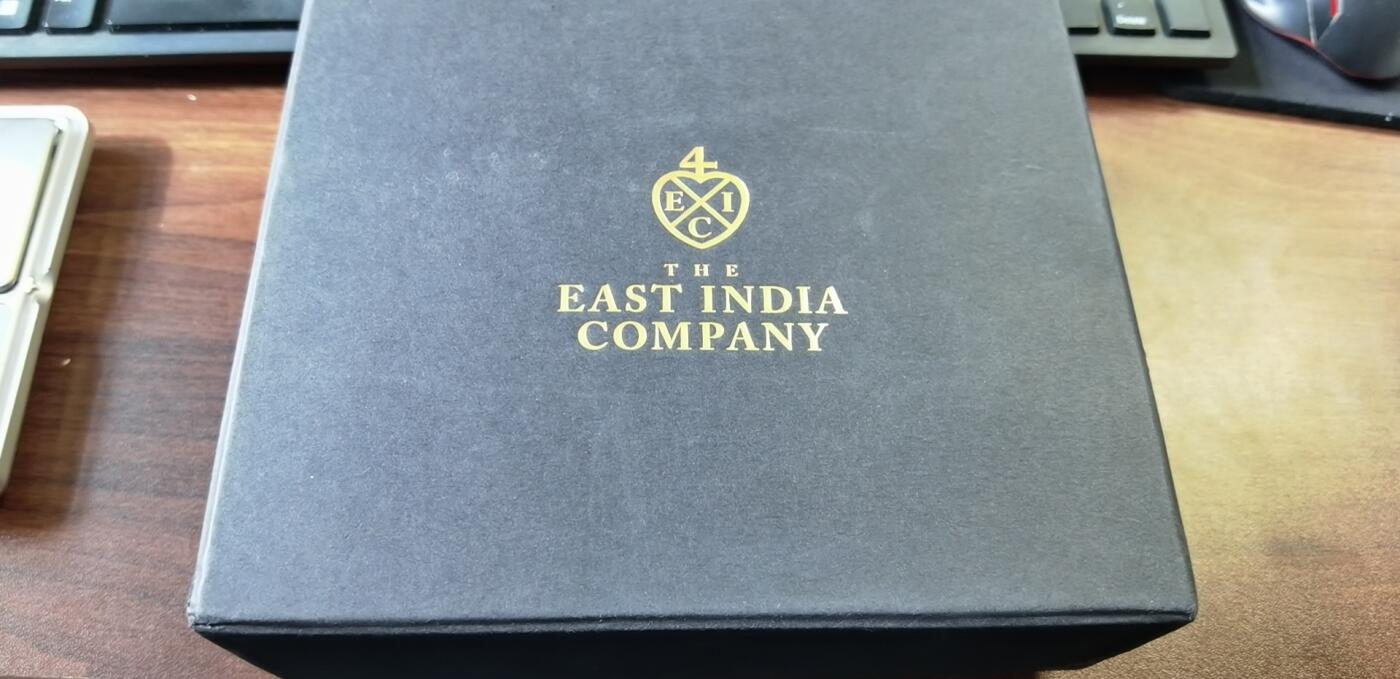 4
E I
C
THE
EAST INDIA
COMPANY